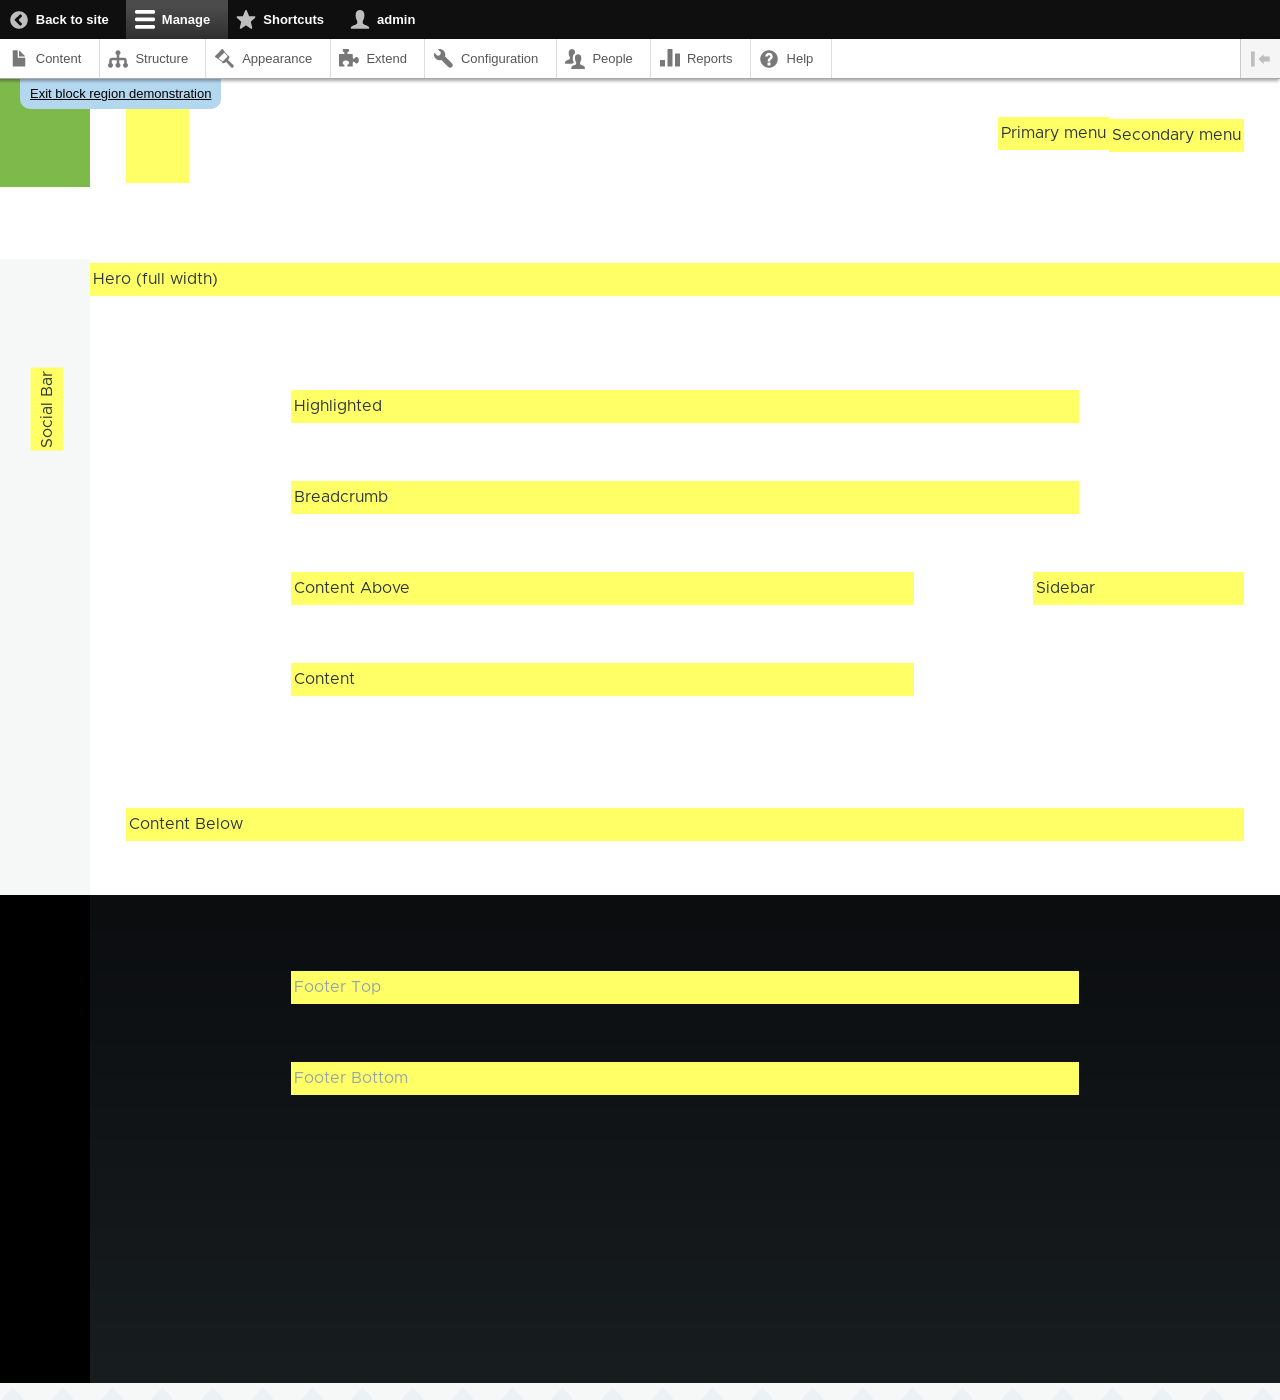 Back to site
Manage
Shortcuts
admin
Content
Structure
Appearance
Extend
Configuration
People
Reports
Help
Exit block region demonstration
Primary menu
Secondary menu
Hero (full width)
Social Bar
Highlighted
Breadcrumb
Content Above
Sidebar
Content
Content Below
Footer Top
Footer Bottom